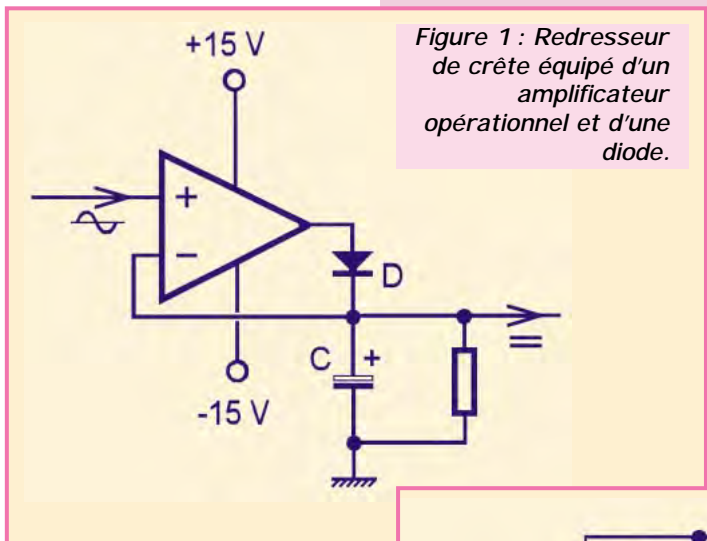 Figure 1 : Redresseur
de crête équipé d'un
amplificateur
opérationnel et d'une
diode.
+15 V
+
−
D
C +
=
-15 V